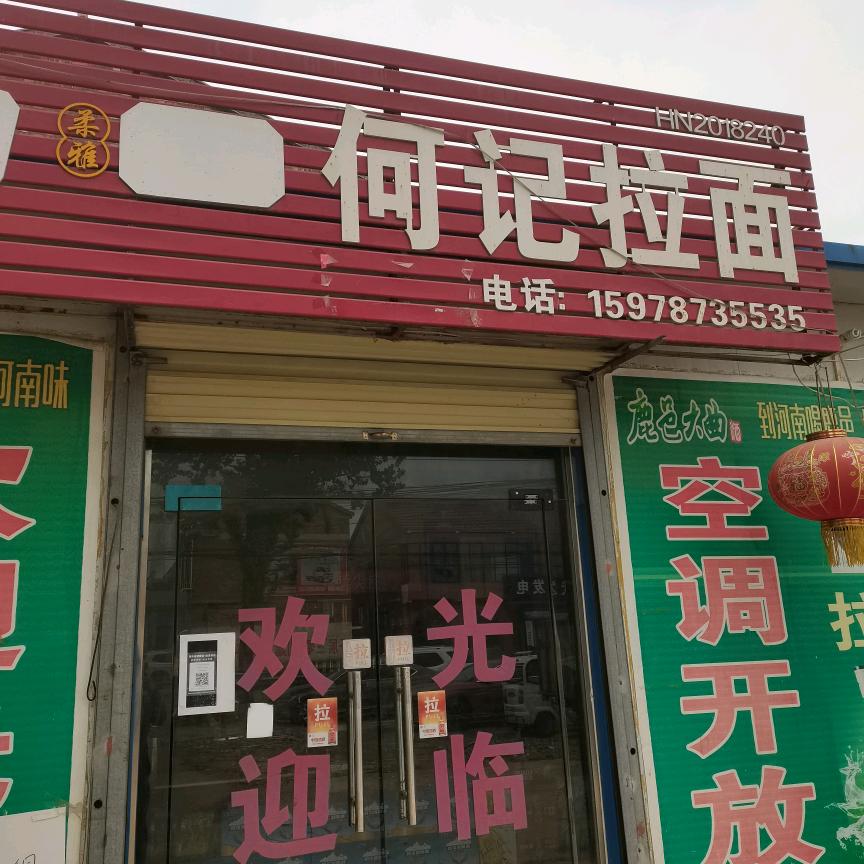 HN2018240
柔雅
何记拉面
电话: 15978735535
河南味
鹿邑大曲
到河南喝
品
空调开放
拉
欢迎
光临
拉
拉
拉
拉